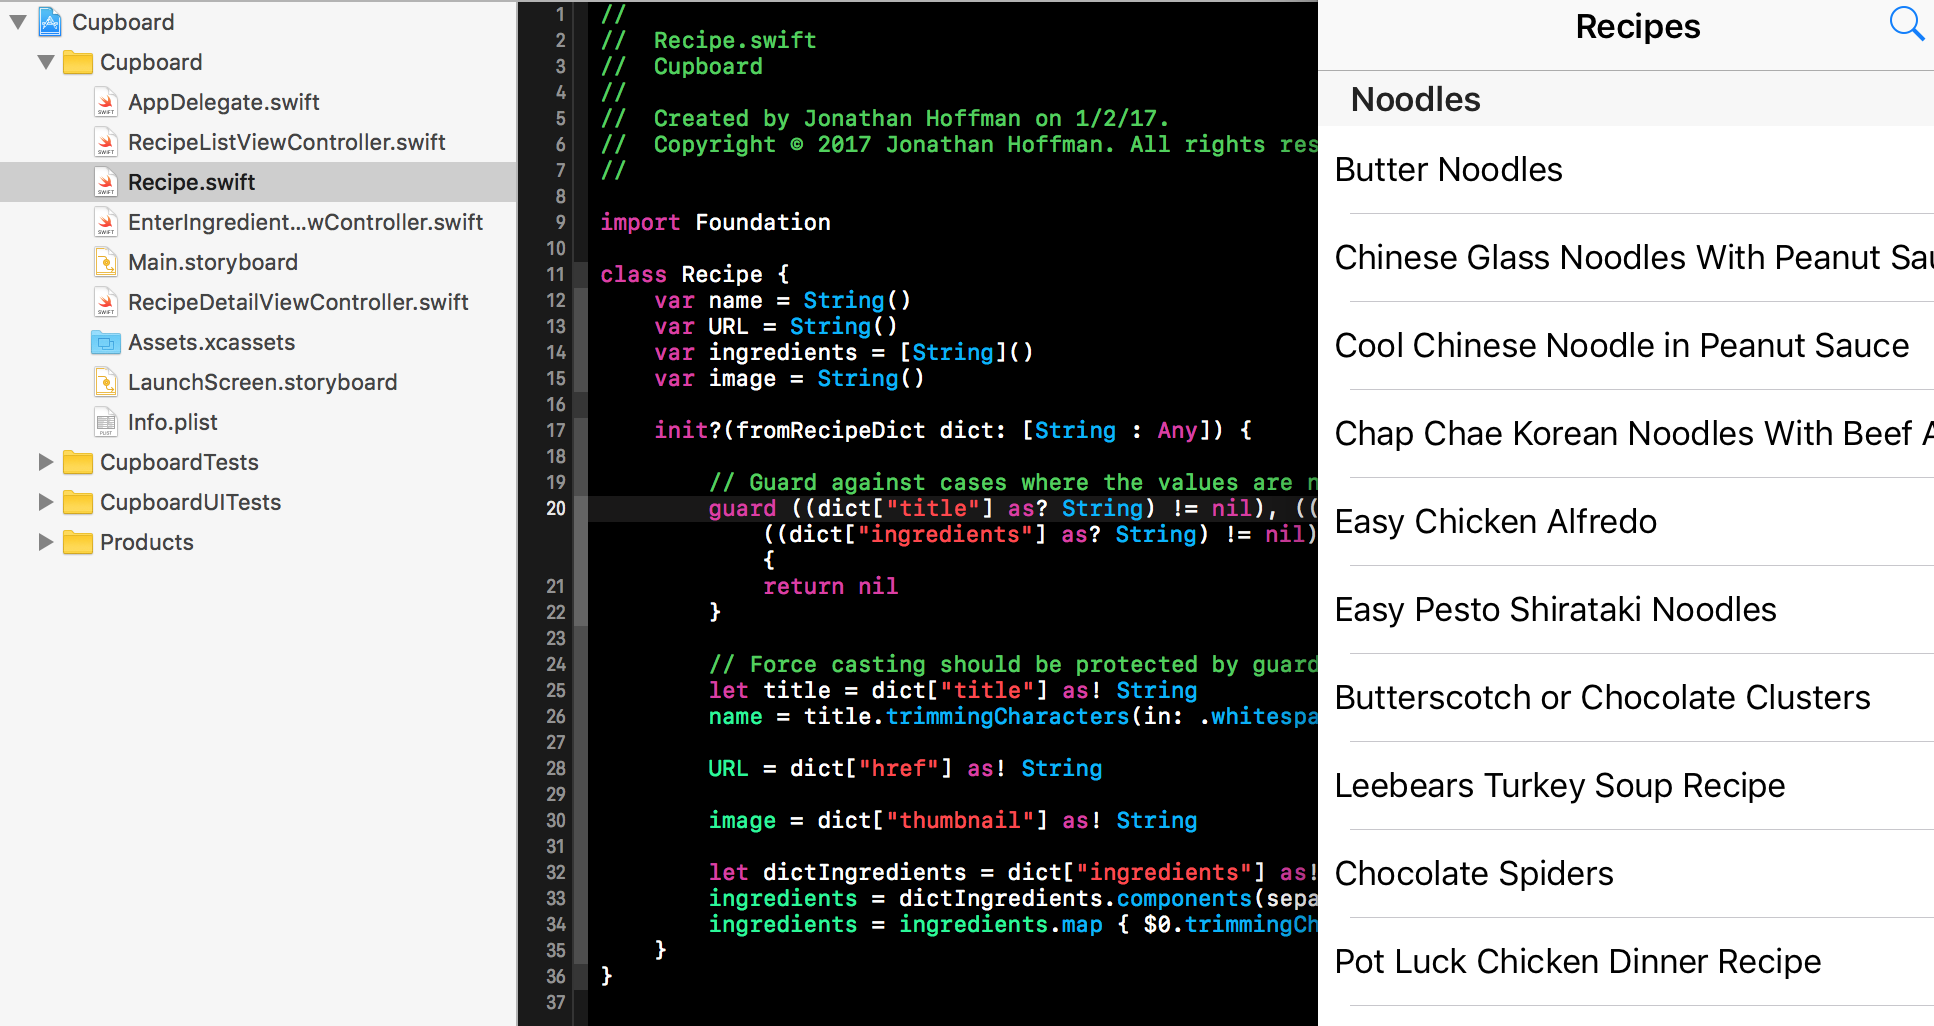 Cupboard
Cupboard
AppDelegate.swift
RecipeListViewController.swift
Recipe.swift
EnterIngredient...wController.swift
Main.storyboard
RecipeDetailViewController.swift
Assets.xcassets
LaunchScreen.storyboard
Info.plist
CupboardTests
CupboardUITests
Products
1 //
2 //  Recipe.swift
3 //  Cupboard
4 //
5 //  Created by Jonathan Hoffman on 1/2/17.
6 //  Copyright © 2017 Jonathan Hoffman. All rights res
7 //
8
9 import Foundation
10
11 class Recipe {
12     var name = String()
13     var URL = String()
14     var ingredients = [String]()
15     var image = String()
16
17     init?(fromRecipeDict dict: [String : Any]) {
18
19         // Guard against cases where the values are n
20         guard ((dict["title"] as? String) != nil), ((
            ((dict["ingredients"] as? String) != nil)
            {
21             return nil
22         }
23
24         // Force casting should be protected by guard
25         let title = dict["title"] as! String
26         name = title.trimmingCharacters(in: .whitespa
27
28         URL = dict["href"] as! String
29
30         image = dict["thumbnail"] as! String
31
32         let dictIngredients = dict["ingredients"] as!
33         ingredients = dictIngredients.components(sepa
34         ingredients = ingredients.map { $0.trimmingCh
35     }
36 }
37
Recipes
Noodles
Butter Noodles
Chinese Glass Noodles With Peanut Sau
Cool Chinese Noodle in Peanut Sauce
Chap Chae Korean Noodles With Beef A
Easy Chicken Alfredo
Easy Pesto Shirataki Noodles
Butterscotch or Chocolate Clusters
Leebears Turkey Soup Recipe
Chocolate Spiders
Pot Luck Chicken Dinner Recipe